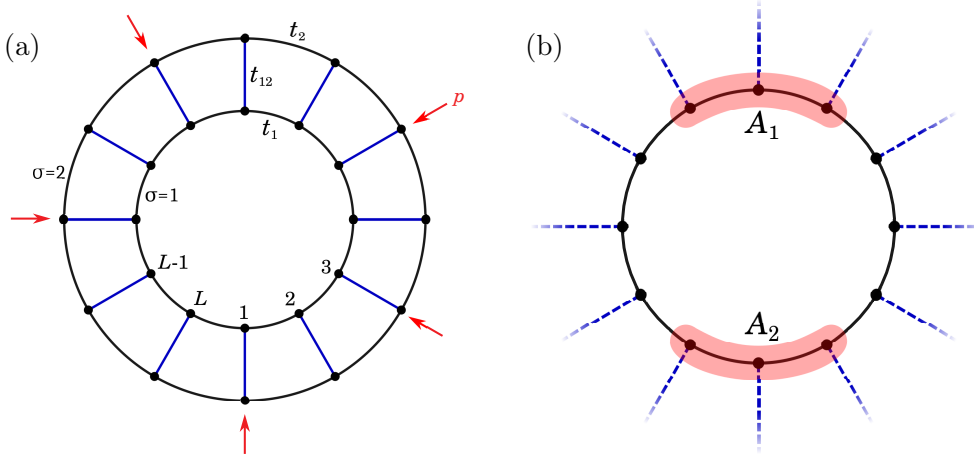 (a)
t₂
t₁₂
p
t₁
σ=2
σ=1
L-1
3
L
2
1
(b)
A₁
A₂